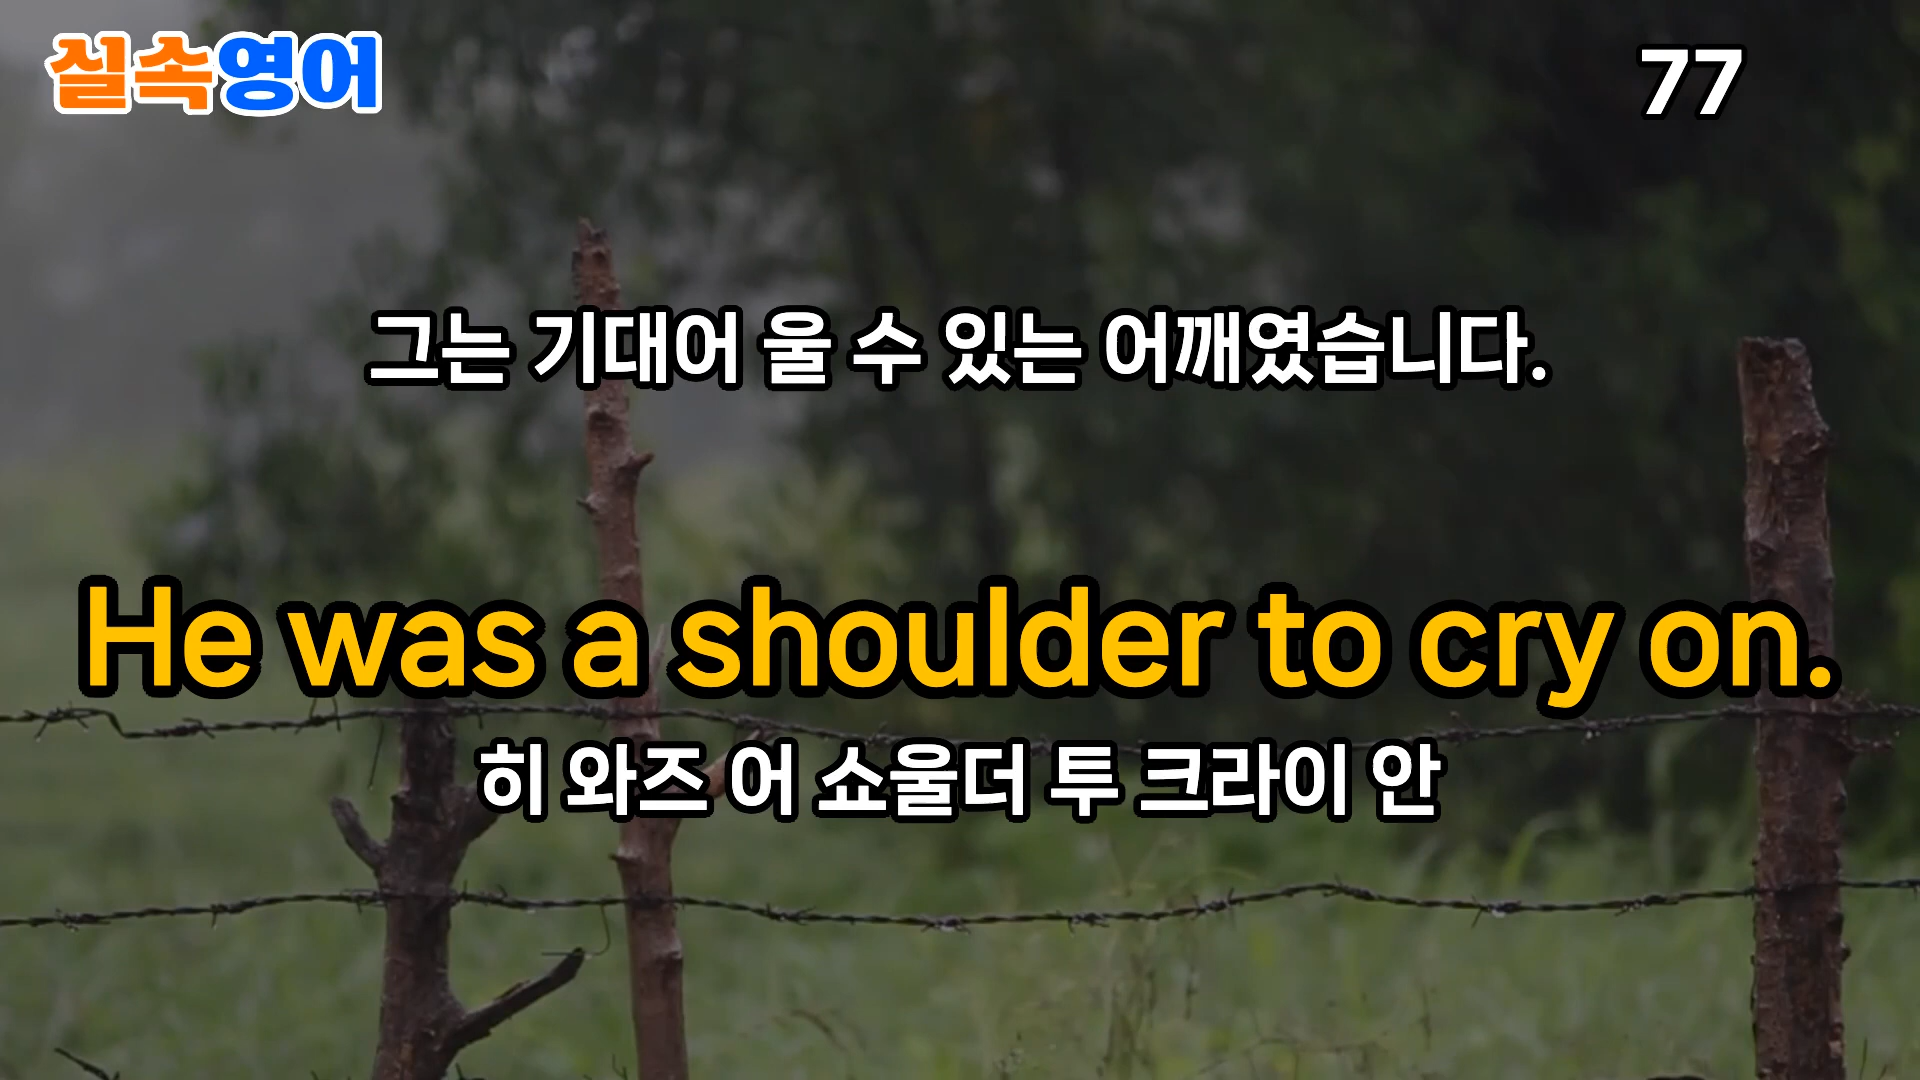 실속영어
77
그는 기대어 울 수 있는 어깨였습니다.
He was a shoulder to cry on.
히 와즈 어 쇼울더 투 크라이 안